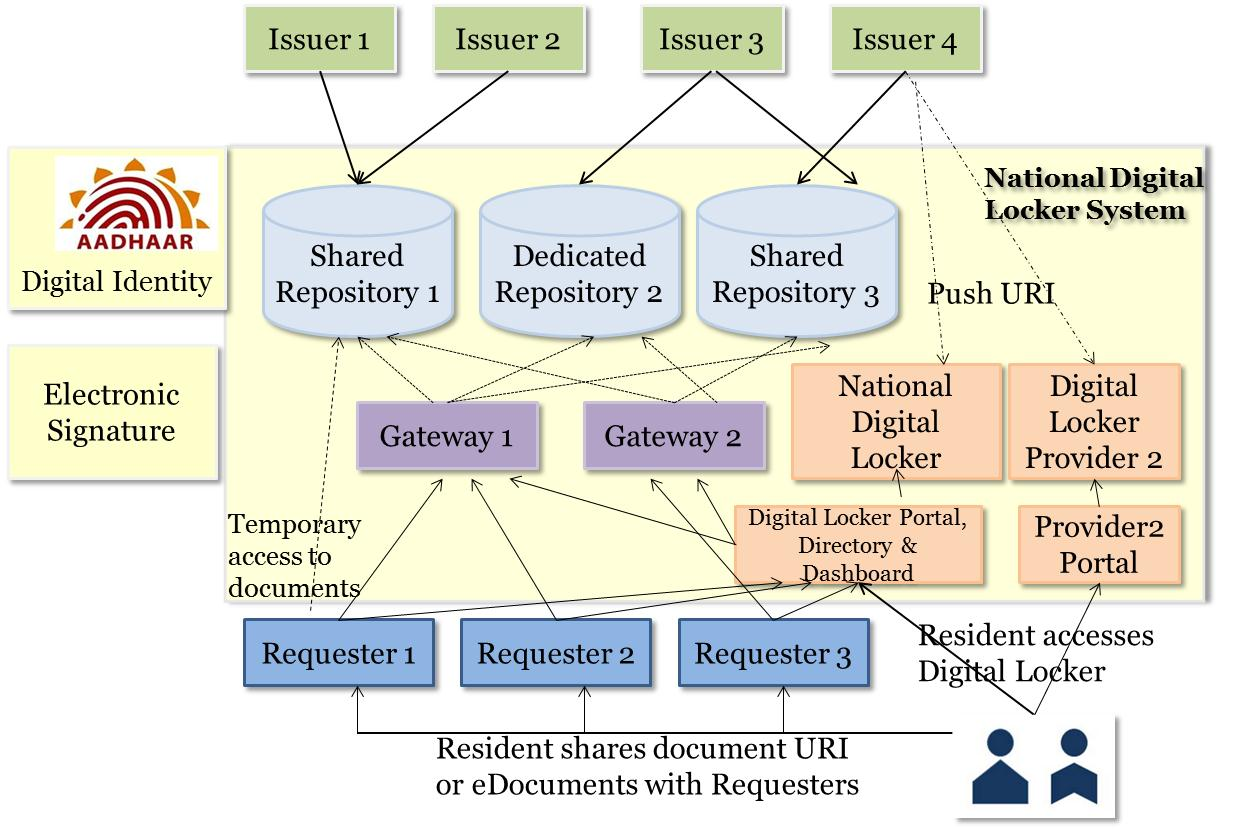 Issuer 1
Issuer 2
Issuer 3
Issuer 4
AADHAAR
Digital Identity
National Digital
Locker System
Shared
Repository 1
Dedicated
Repository 2
Shared
Repository 3
Push URI
Electronic
Signature
Gateway 1
Gateway 2
National
Digital
Locker
Digital
Locker
Provider 2
Temporary
access to
documents
Digital Locker Portal,
Directory &
Dashboard
Provider2
Portal
Requester 1
Requester 2
Requester 3
Resident accesses
Digital Locker
Resident shares document URI
or eDocuments with Requesters